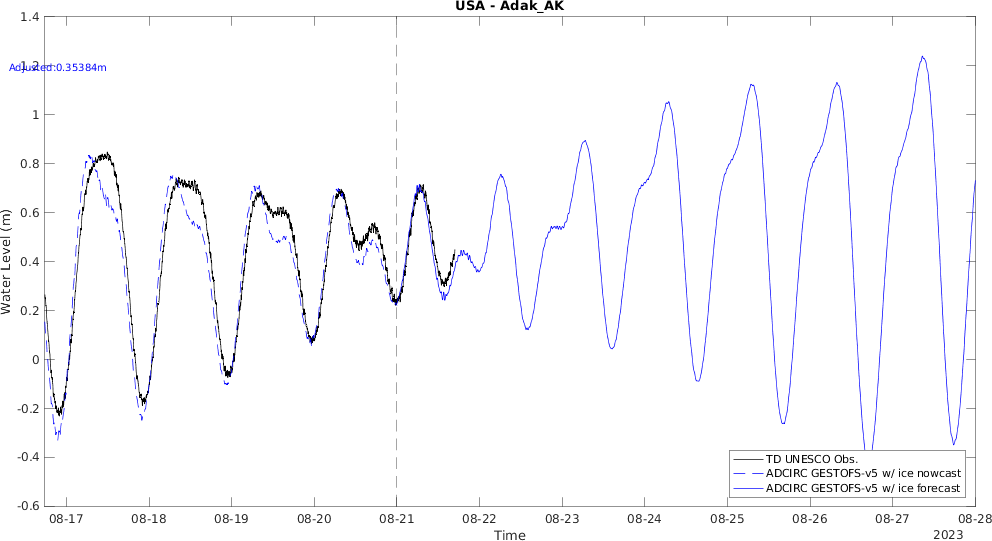 USA - Adak_AK
Adjusted:0.35384m
1.4
1.2
1
0.8
0.6
0.4
0.2
0
-0.2
-0.4
-0.6
Water Level (m)
TD UNESCO Obs.
ADCIRC GESTOFS-v5 w/ ice nowcast
ADCIRC GESTOFS-v5 w/ ice forecast
08-17 08-18 08-19 08-20 08-21 08-22 08-23 08-24 08-25 08-26 08-27 08-28
Time
2023